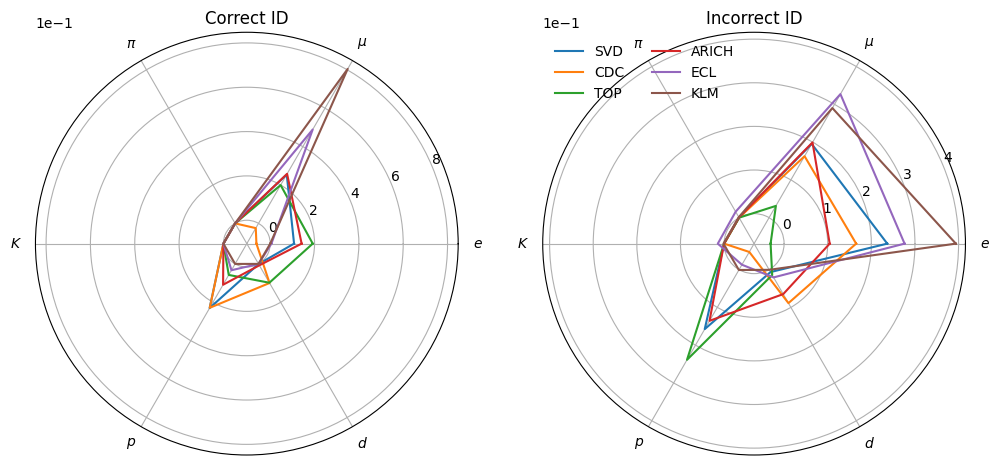 Correct ID
1e−1
μ
π
K
p
d
e
0
2
4
6
8
Incorrect ID
1e−1
μ
π
K
p
d
e
0
1
2
3
4
SVD
CDC
TOP
ARICH
ECL
KLM